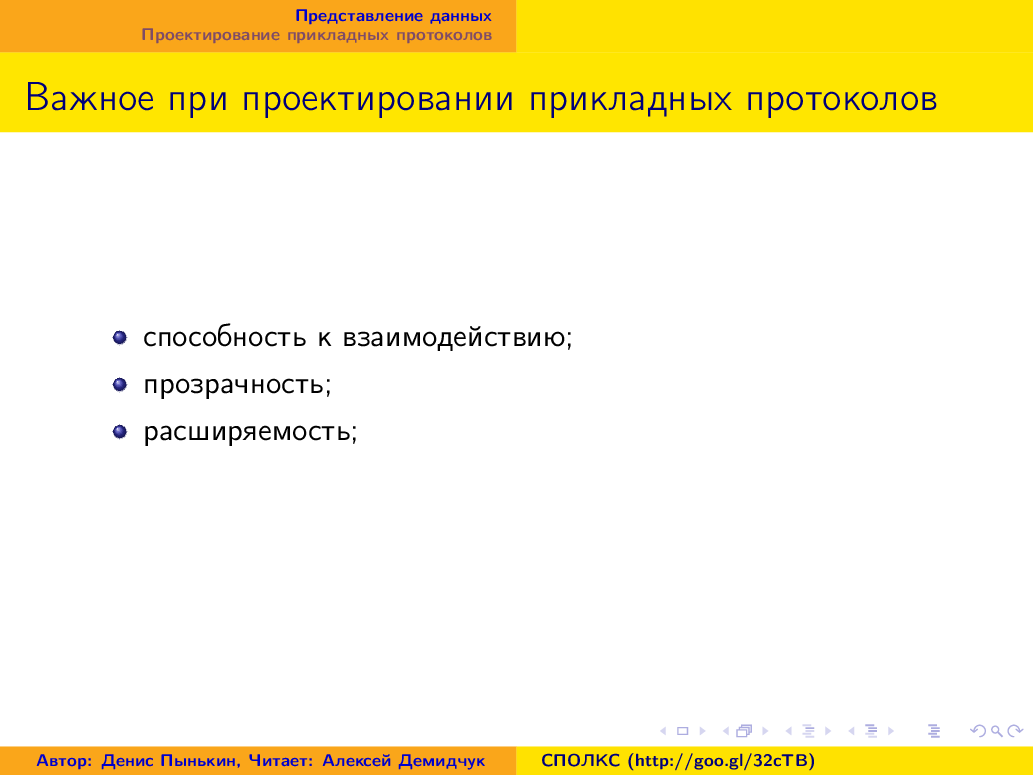 Представление данных
Проектирование прикладных протоколов
Важное при проектировании прикладных протоколов
способность к взаимодействию;
прозрачность;
расширяемость;
Автор: Денис Пынькин, Читает: Алексей Демидчук
СПОЛКС (http://goo.gl/32cTB)